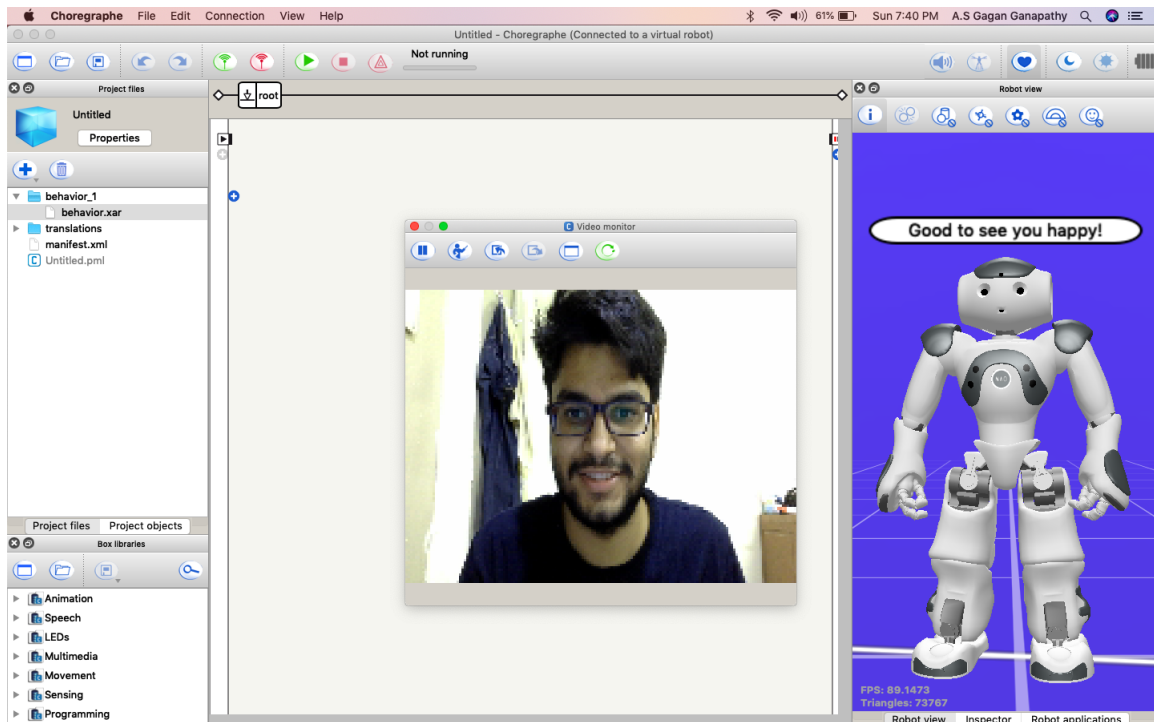 Choregraphe File Edit Connection View Help 61% Sun 7:40 PM A.S Gagan Ganapathy
Untitled - Choregraphe (Connected to a virtual robot)
Not running
Project files
Untitled
Properties
behavior_1
behavior.xar
translations
manifest.xml
C Untitled.pml
Project files Project objects
Box libraries
Animation
Speech
LEDs
Multimedia
Movement
Sensing
Programming
root
C Video monitor
Robot view
i
Good to see you happy!
NAO
FPS: 89.1473
Triangles: 73767
Robot view Inspector Robot applications